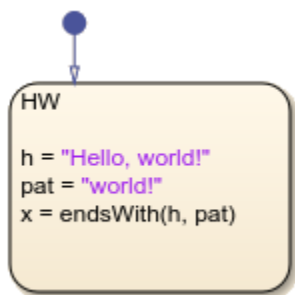 HW
h = "Hello, world!"
pat = "world!"
x = endsWith(h, pat)